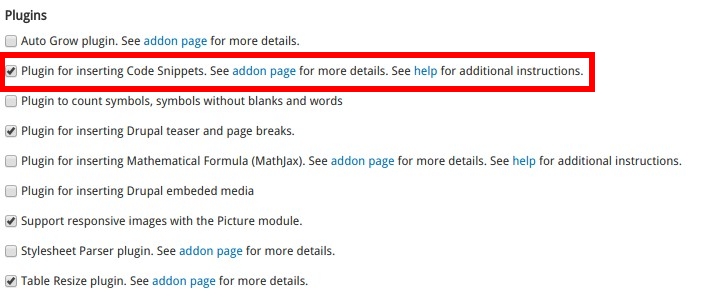 Plugins
Auto Grow plugin. See addon page for more details.
Plugin for inserting Code Snippets. See addon page for more details. See help for additional instructions.
Plugin to count symbols, symbols without blanks and words
Plugin for inserting Drupal teaser and page breaks.
Plugin for inserting Mathematical Formula (MathJax). See addon page for more details. See help for additional instructions.
Plugin for inserting Drupal embeded media
Support responsive images with the Picture module.
Stylesheet Parser plugin. See addon page for more details.
Table Resize plugin. See addon page for more details.